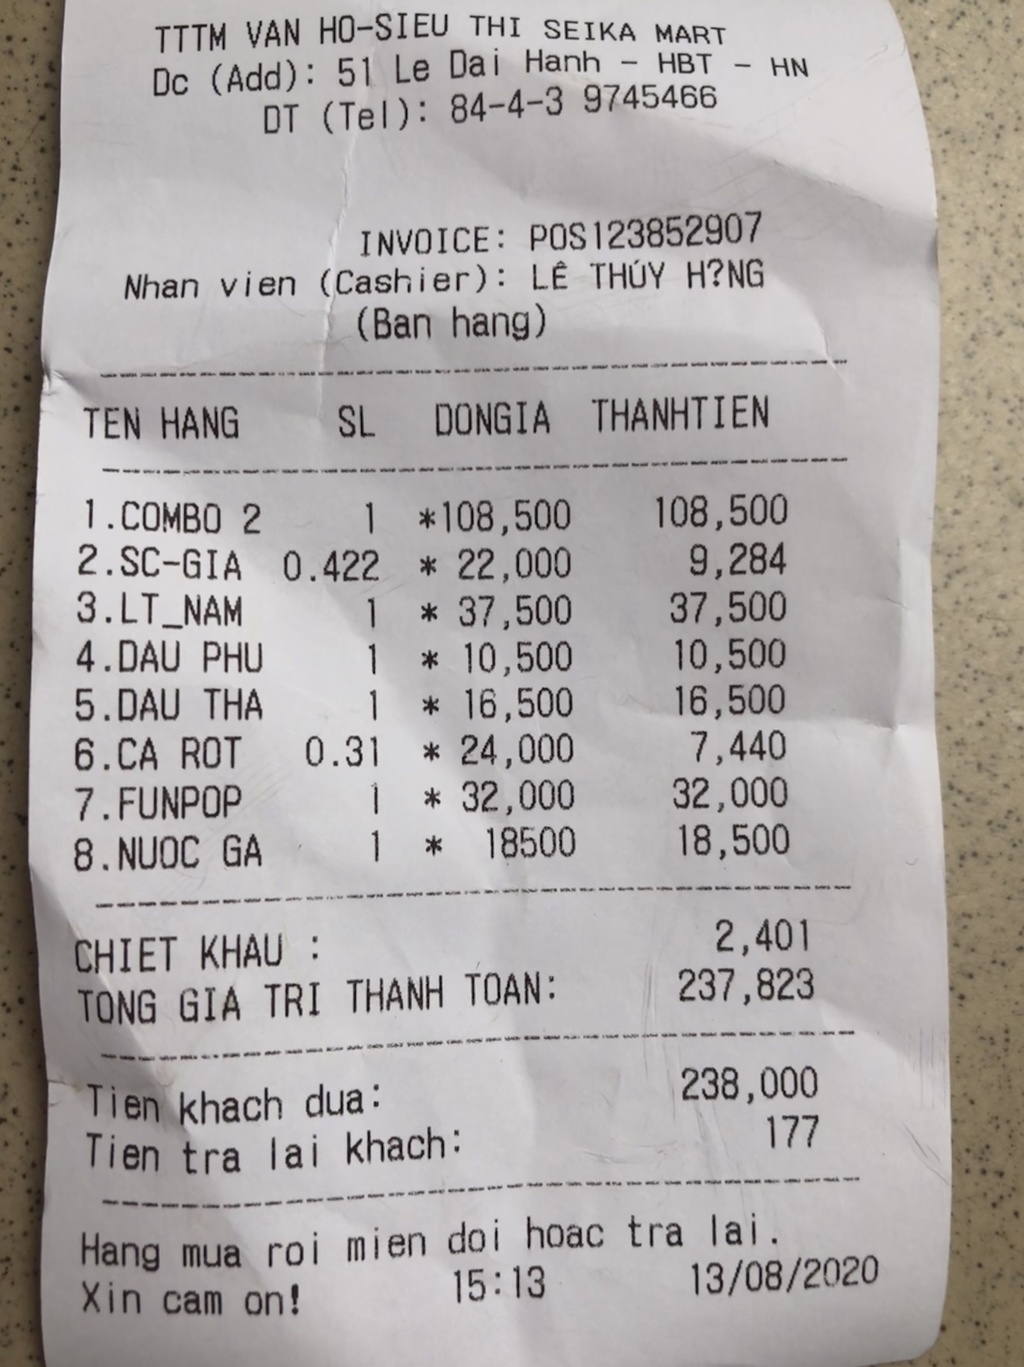 TTTM VAN HO-SIEU THI SEIKA MART
Dc (Add): 51 Le Dai Hanh - HBT - HN
DT (Tel): 84-4-3 9745466
INVOICE: POS123852907
Nhan vien (Cashier): LÊ THÚY H?NG
(Ban hang)
TEN HANG SL DONGIA THANHTIEN
1.COMBO 2 1 *108,500 108,500
2.SC-GIA 0.422 * 22,000 9,284
3.LT_NAM 1 * 37,500 37,500
4.DAU PHU 1 * 10,500 10,500
5.DAU THA 1 * 16,500 16,500
6.CA ROT 0.31 * 24,000 7,440
7.FUNPOP 1 * 32,000 32,000
8.NUOC GA 1 * 18500 18,500
CHIET KHAU : 2,401
TONG GIA TRI THANH TOAN: 237,823
Tien khach dua: 238,000
Tien tra lai khach: 177
Hang mua roi mien doi hoac tra lai.
Xin cam on! 15:13 13/08/2020